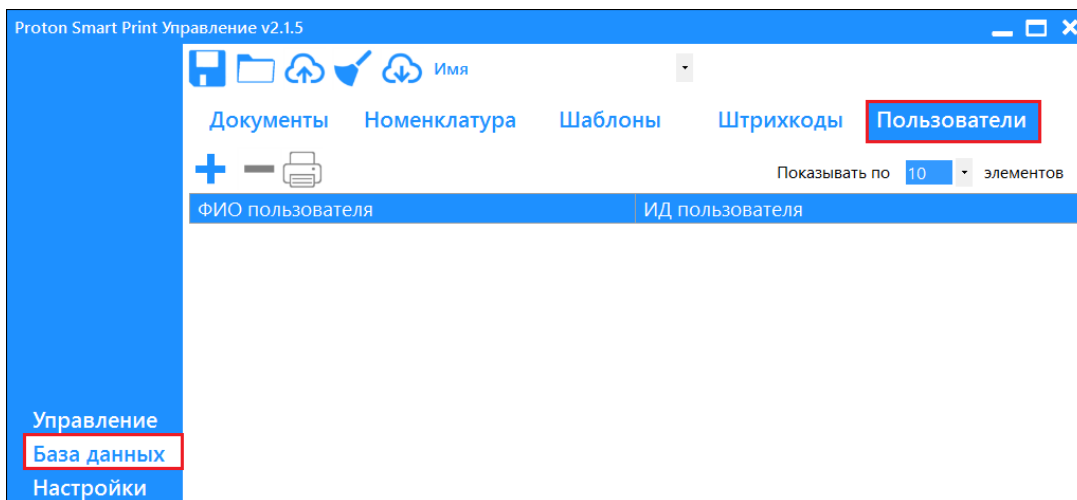 Proton Smart Print Управление v2.1.5
Имя
Документы Номенклатура Шаблоны Штрихкоды Пользователи
Показывать по 10 элементов
ФИО пользователя ИД пользователя
Управление
База данных
Настройки